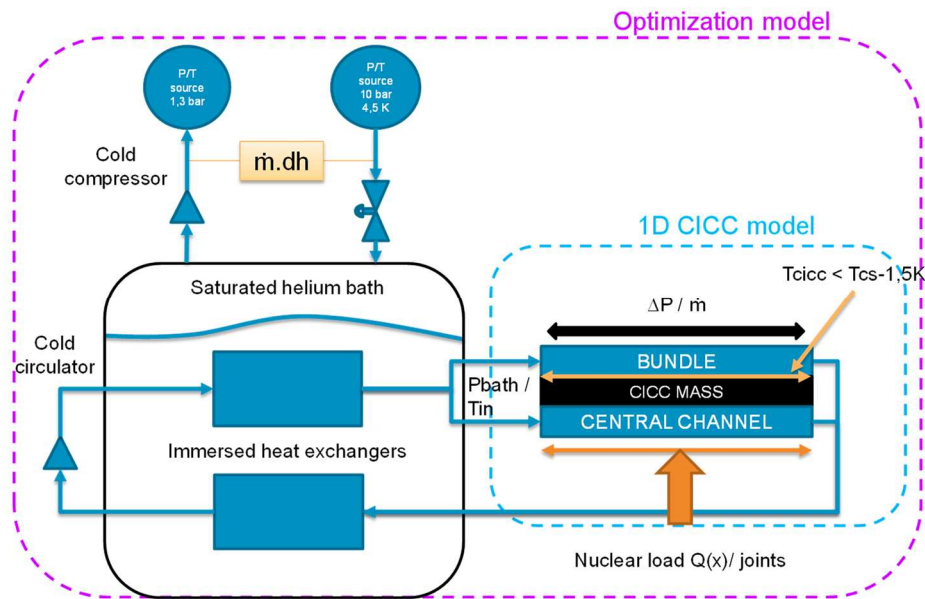 Optimization model
P/T
source
1,3 bar
P/T
source
10 bar
4,5 K
Cold
compressor
ṁ.dh
1D CICC model
Tcicc < Tcs-1,5K
Saturated helium bath
ΔP / ṁ
Cold
circulator
BUNDLE
Pbath /
Tin
CICC MASS
CENTRAL CHANNEL
Immersed heat exchangers
Nuclear load Q(x)/ joints